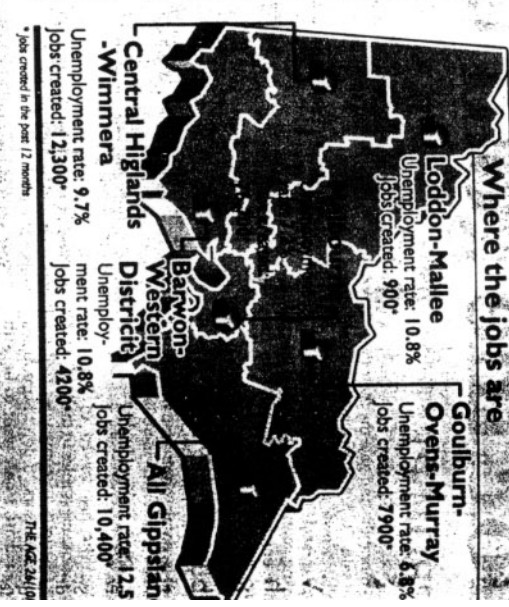 Where the jobs are
Loddon-Mallee
Unemployment rate: 10.8%
Jobs created: 900*
Goulburn-
Ovens-Murray
Unemployment rate: 6.8%
Jobs created: 7900*
Central Higlands
-Wimmera
Unemployment rate: 9.7%
Jobs created: 12,300*
Barwon-
Western
Districit
Unemploy-
ment rate: 10.8%
Jobs created: 4200*
All Gippslan
Unemployment rate: 12.5
Jobs created: 10,400*
* Jobs created in the past 12 months
THE AGE